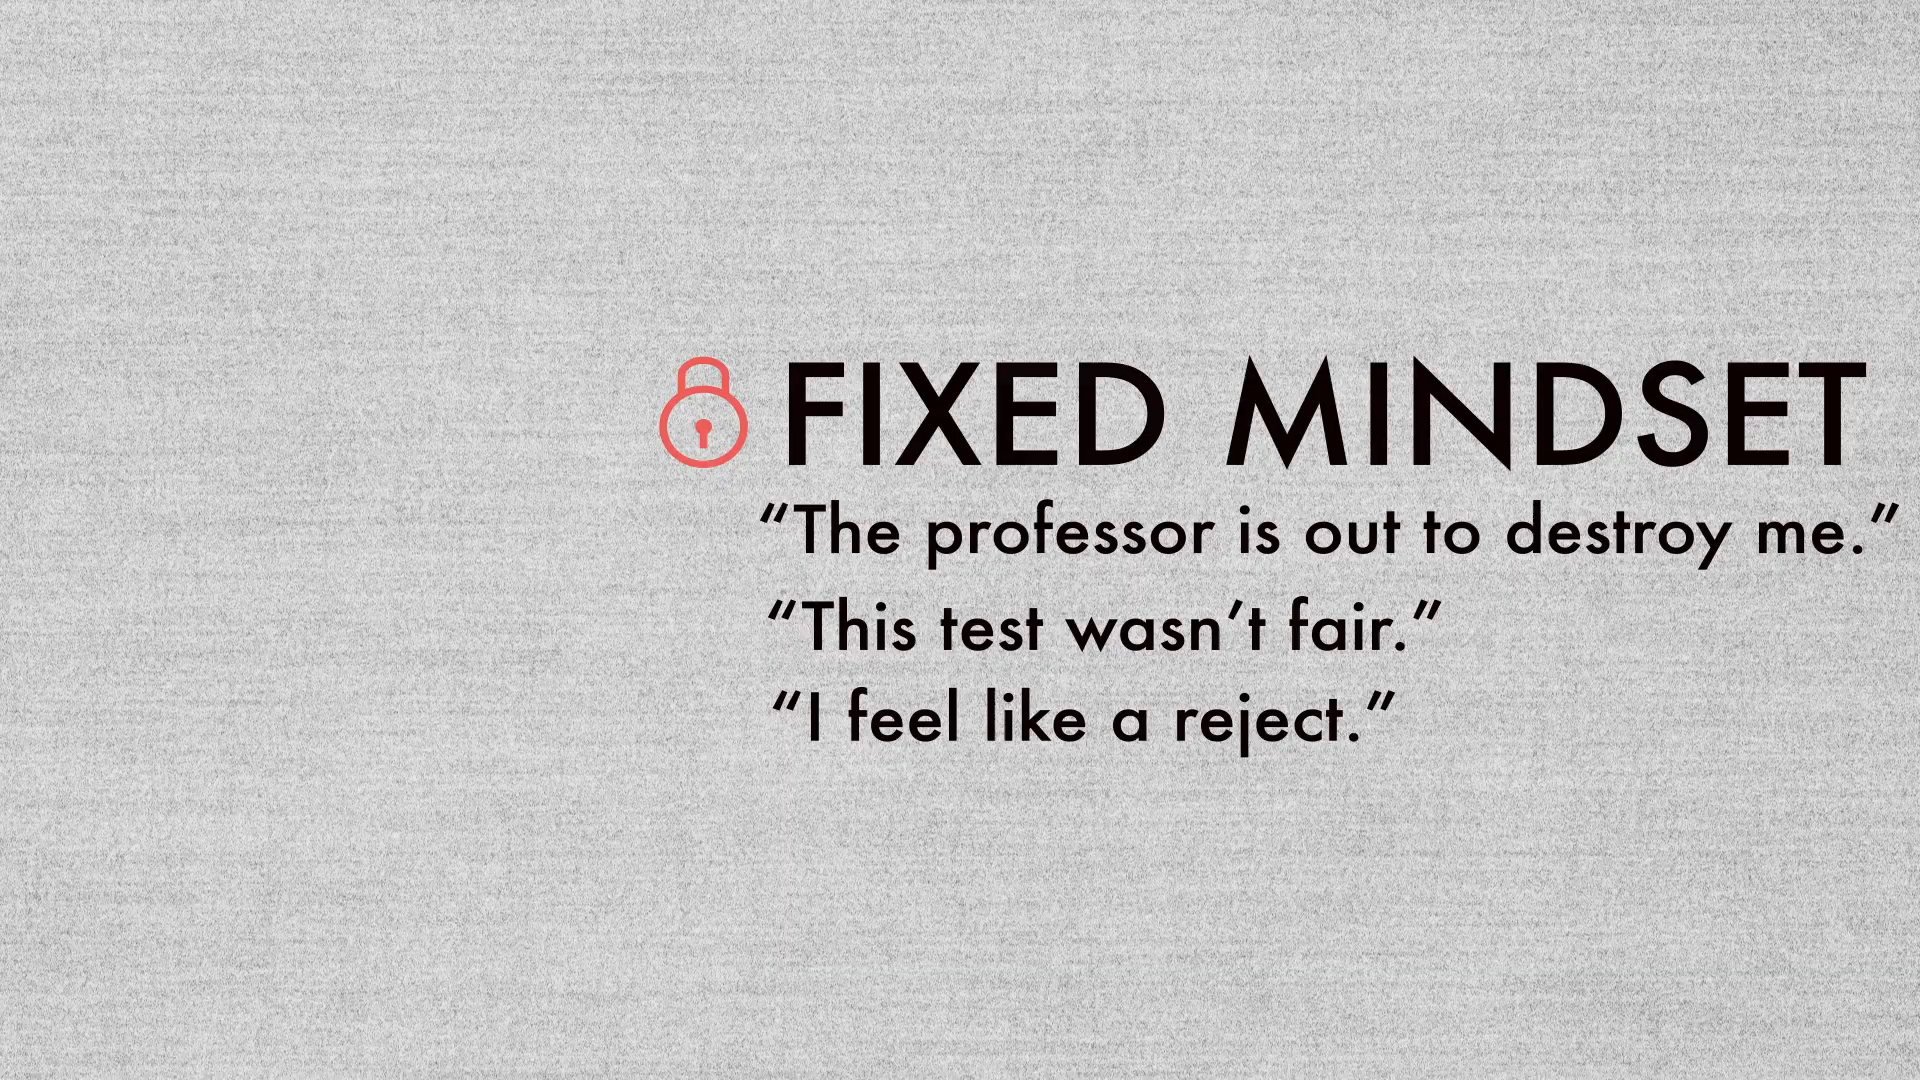 FIXED MINDSET
“The professor is out to destroy me.”
“This test wasn’t fair.”
“I feel like a reject.”